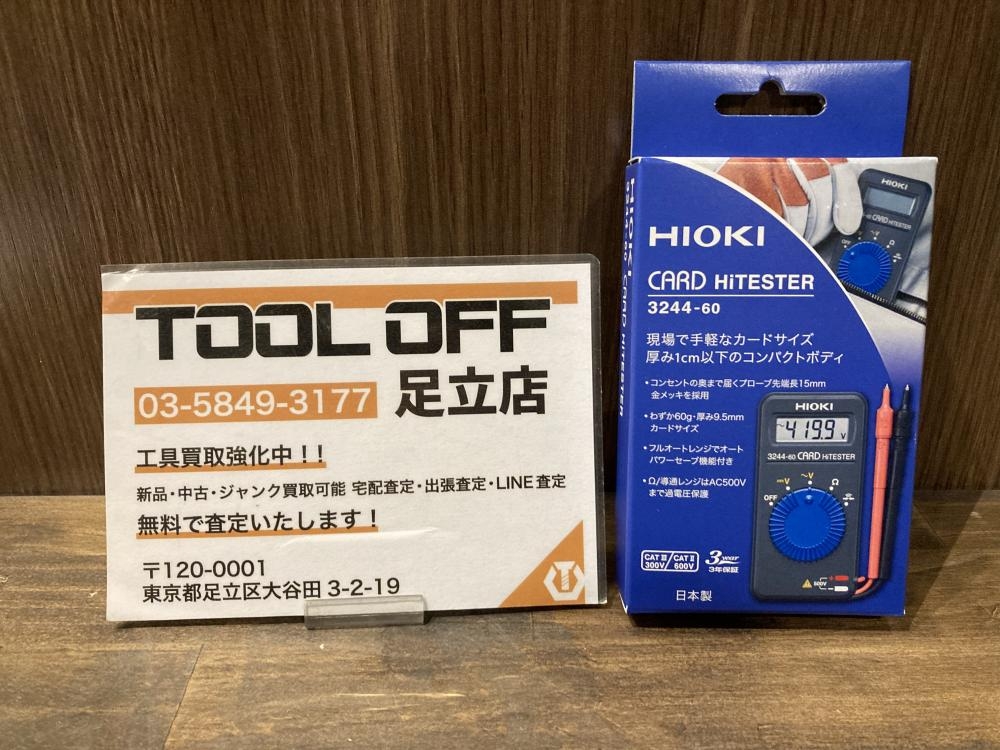 TOOL OFF
03-5849-3177 足立店
工具買取強化中!!
新品・中古・ジャンク買取可能 宅配査定・出張査定・LINE査定
無料で査定いたします!
〒120-0001
東京都足立区大谷田 3-2-19
HIOKI
3244-60 CARD HiTESTER
HIOKI
CARD HiTESTER
3244-60
現場で手軽なカードサイズ
厚み1cm以下のコンパクトボディ
・コンセントの奥まで届くプローブ先端長15mm
金メッキを採用
・わずか60g・厚み9.5mm
カードサイズ
・フルオートレンジでオート
パワーセーブ機能付き
・Ω/導通レンジはAC500V
まで過電圧保護
CAT III
300V
CAT II
600V
3 year
3年保証
日本製
HIOKI
CARD HiTESTER
OFF
~V
Ω
HIOKI
~419.9 V
3244-60 CARD HiTESTER
OFF
⎓V
~V
Ω
500V